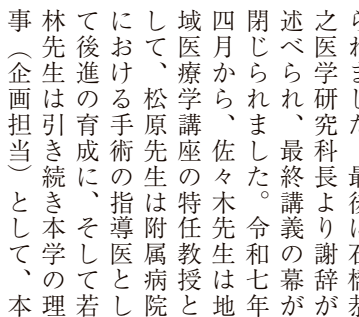 られました。最後に石橋恭
之医学研究科長より謝辞が
述べられ、最終講義の幕が
閉じられました。令和七年
四月から、佐々木先生は地
域医療学講座の特任教授と
して、松原先生は附属病院
における手術の指導医とし
て後進の育成に、そして若
林先生は引き続き本学の理
事（企画担当）として、本